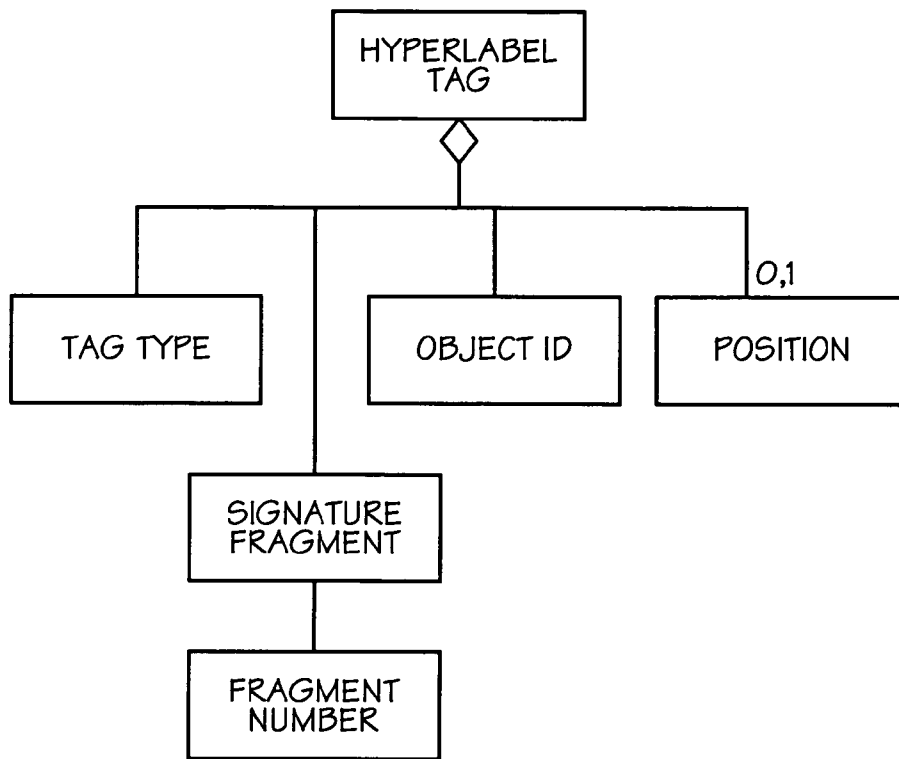 HYPERLABEL
TAG
0,1
TAG TYPE
OBJECT ID
POSITION
SIGNATURE
FRAGMENT
FRAGMENT
NUMBER